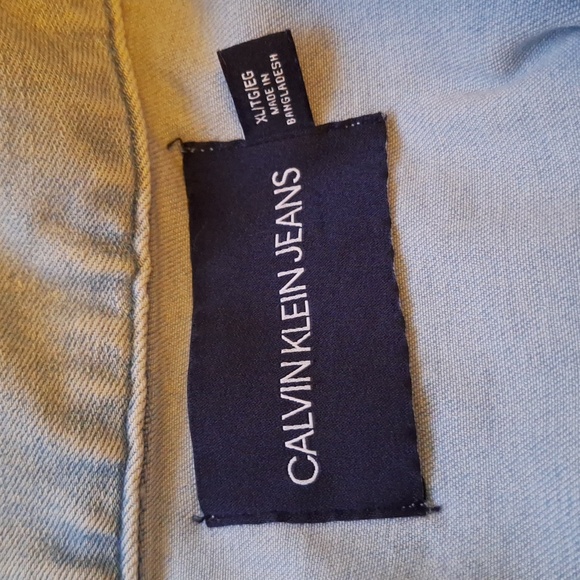 XL|TG|EG
MADE IN
BANGLADESH
CALVIN KLEIN JEANS